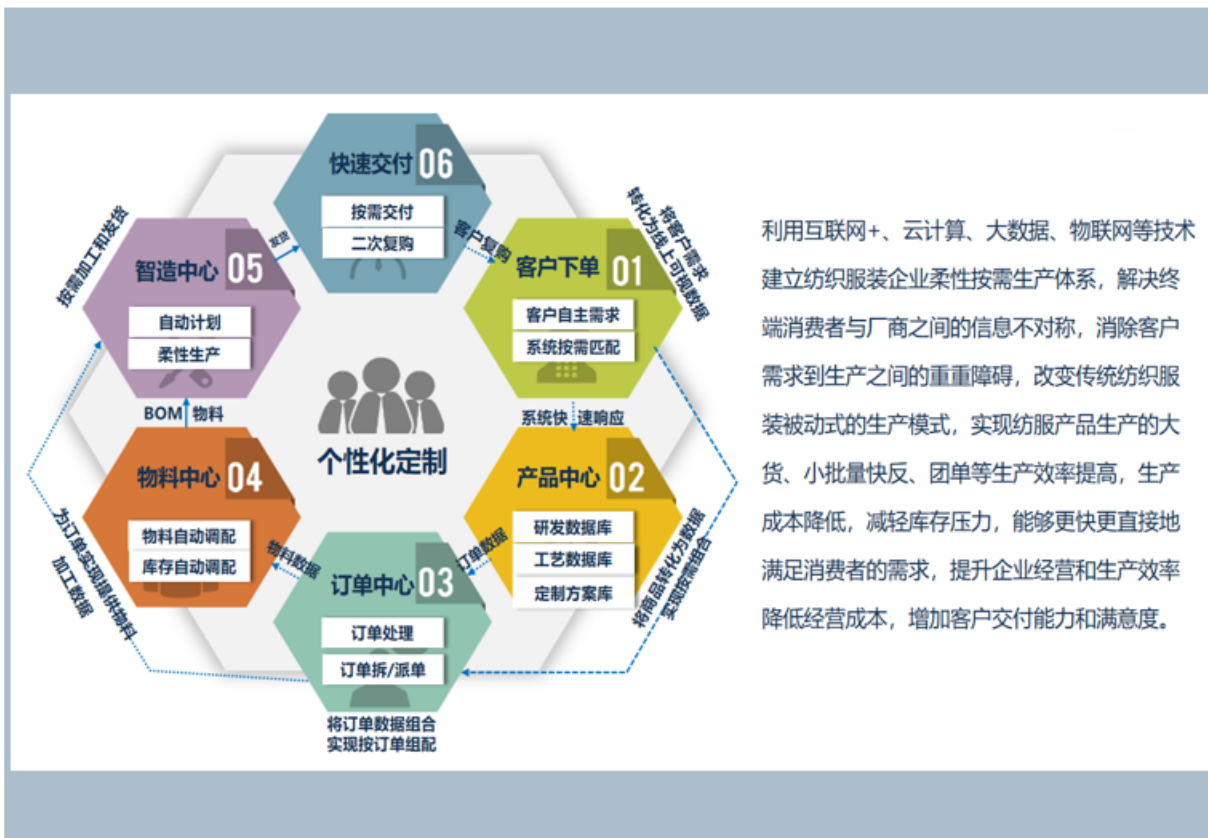 快速交付 06
按需交付
二次复购
客户复购
将客户需求
转化为线上可视数据
客户下单 01
客户自主需求
系统按需匹配
系统快速响应
产品中心 02
研发数据库
工艺数据库
定制方案库
将商品转化为数据
实现按需组合
订单数据
订单中心 03
订单处理
订单拆/派单
将订单数据组合
实现按订单组配
物料数据
物料中心 04
物料自动调配
库存自动调配
为订单实现提供物料
加工数据
BOM 物料
智造中心 05
自动计划
柔性生产
按需加工和发货
发货
个性化定制
利用互联网+、云计算、大数据、物联网等技术
建立纺织服装企业柔性按需生产体系，解决终
端消费者与厂商之间的信息不对称，消除客户
需求到生产之间的重重障碍，改变传统纺织服
装被动式的生产模式，实现纺服产品生产的大
货、小批量快反、团单等生产效率提高，生产
成本降低，减轻库存压力，能够更快更直接地
满足消费者的需求，提升企业经营和生产效率
降低经营成本，增加客户交付能力和满意度。